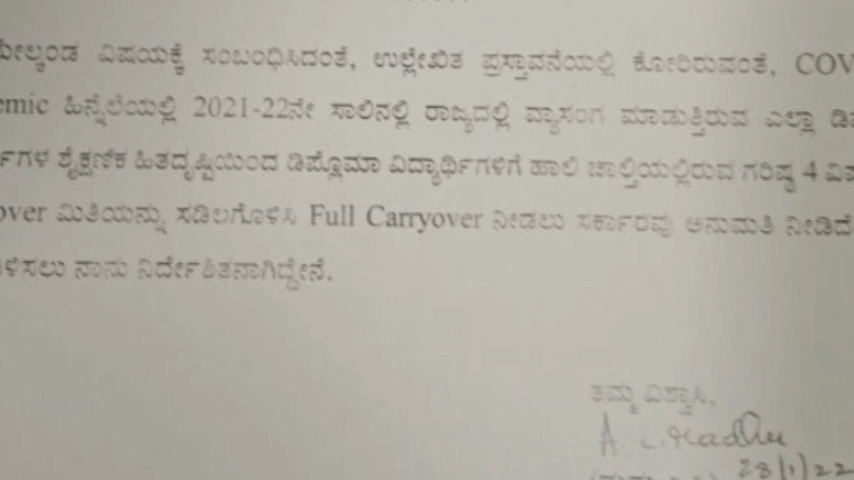 ಮೇಲ್ಕಂಡ ವಿಷಯಕ್ಕೆ ಸಂಬಂಧಿಸಿದಂತೆ, ಉಲ್ಲೇಖಿತ ಪ್ರಸ್ತಾವನೆಯಲ್ಲಿ ಕೋರಿರುವಂತೆ, COV
emic ಹಿನ್ನೆಲೆಯಲ್ಲಿ 2021-22ನೇ ಸಾಲಿನಲ್ಲಿ ರಾಜ್ಯದಲ್ಲಿ ವ್ಯಾಸಂಗ ಮಾಡುತ್ತಿರುವ ಎಲ್ಲಾ
ಗಳ ಶೈಕ್ಷಣಿಕ ಹಿತದೃಷ್ಟಿಯಿಂದ ಡಿಪ್ಲೊಮಾ ವಿದ್ಯಾರ್ಥಿಗಳಿಗೆ ಹಾಲಿ ಚಾಲ್ತಿಯಲ್ಲಿರುವ ಗರಿಷ್ಠ 4
over ಮಿತಿಯನ್ನು ಸಡಿಲಗೊಳಿಸಿ Full Carryover ನೀಡಲು ಸರ್ಕಾರವು ಅನುಮತಿ ನೀಡಿದೆ
ಳಿಸಲು ನಾನು ನಿರ್ದೇಶಿತನಾಗಿದ್ದೇನೆ.
ತಮ್ಮ ವಿಶ್ವಾಸಿ,
28/1/22